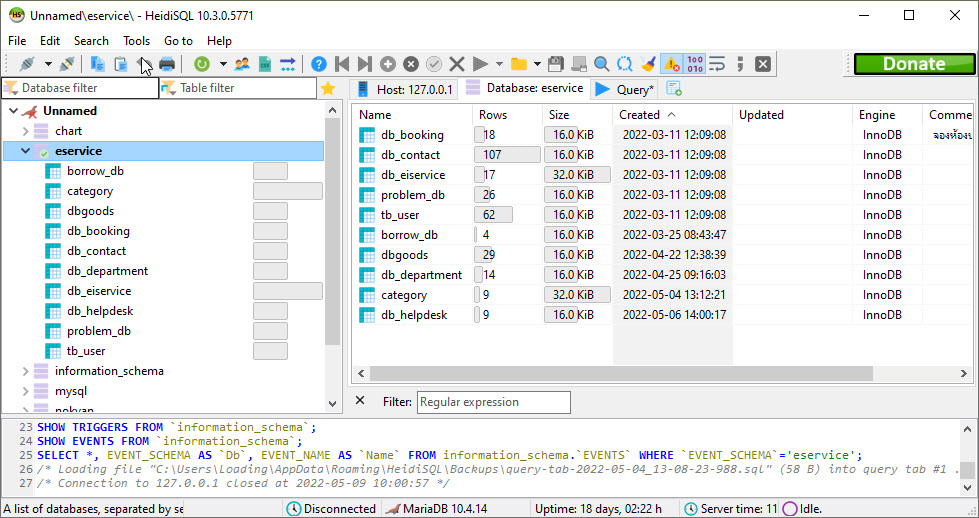 Unnamed\eservice\ - HeidiSQL 10.3.0.5771
File Edit Search Tools Go to Help
Donate
Database filter Table filter
Host: 127.0.0.1 Database: eservice Query*
Unnamed
chart
eservice
borrow_db
category
dbgoods
db_booking
db_contact
db_department
db_eiservice
db_helpdesk
problem_db
tb_user
information_schema
mysql
Name Rows Size Created Updated Engine Comme
db_booking 18 16.0 KiB 2022-03-11 12:09:08 InnoDB
db_contact 107 16.0 KiB 2022-03-11 12:09:08 InnoDB
db_eiservice 17 32.0 KiB 2022-03-11 12:09:08 InnoDB
problem_db 26 16.0 KiB 2022-03-11 12:09:08 InnoDB
tb_user 62 16.0 KiB 2022-03-11 12:09:08 InnoDB
borrow_db 4 16.0 KiB 2022-03-25 08:43:47 InnoDB
dbgoods 29 16.0 KiB 2022-04-22 12:38:39 InnoDB
db_department 14 16.0 KiB 2022-04-25 09:16:03 InnoDB
category 9 32.0 KiB 2022-05-04 13:12:21 InnoDB
db_helpdesk 9 16.0 KiB 2022-05-06 14:00:17 InnoDB
Filter: Regular expression
23 SHOW TRIGGERS FROM `information_schema`;
24 SHOW EVENTS FROM `information_schema`;
25 SELECT *, EVENT_SCHEMA AS `Db`, EVENT_NAME AS `Name` FROM information_schema.`EVENTS` WHERE `EVENT_SCHEMA`='eservice';
26 /* Loading file "C:\Users\Loading\AppData\Roaming\HeidiSQL\Backups\query-tab-2022-05-04_13-08-23-988.sql" (58 B) into query tab #1 .
27 /* Connection to 127.0.0.1 closed at 2022-05-09 10:00:57 */
A list of databases, separated by se Disconnected MariaDB 10.4.14 Uptime: 18 days, 02:22 h Server time: 11 Idle.